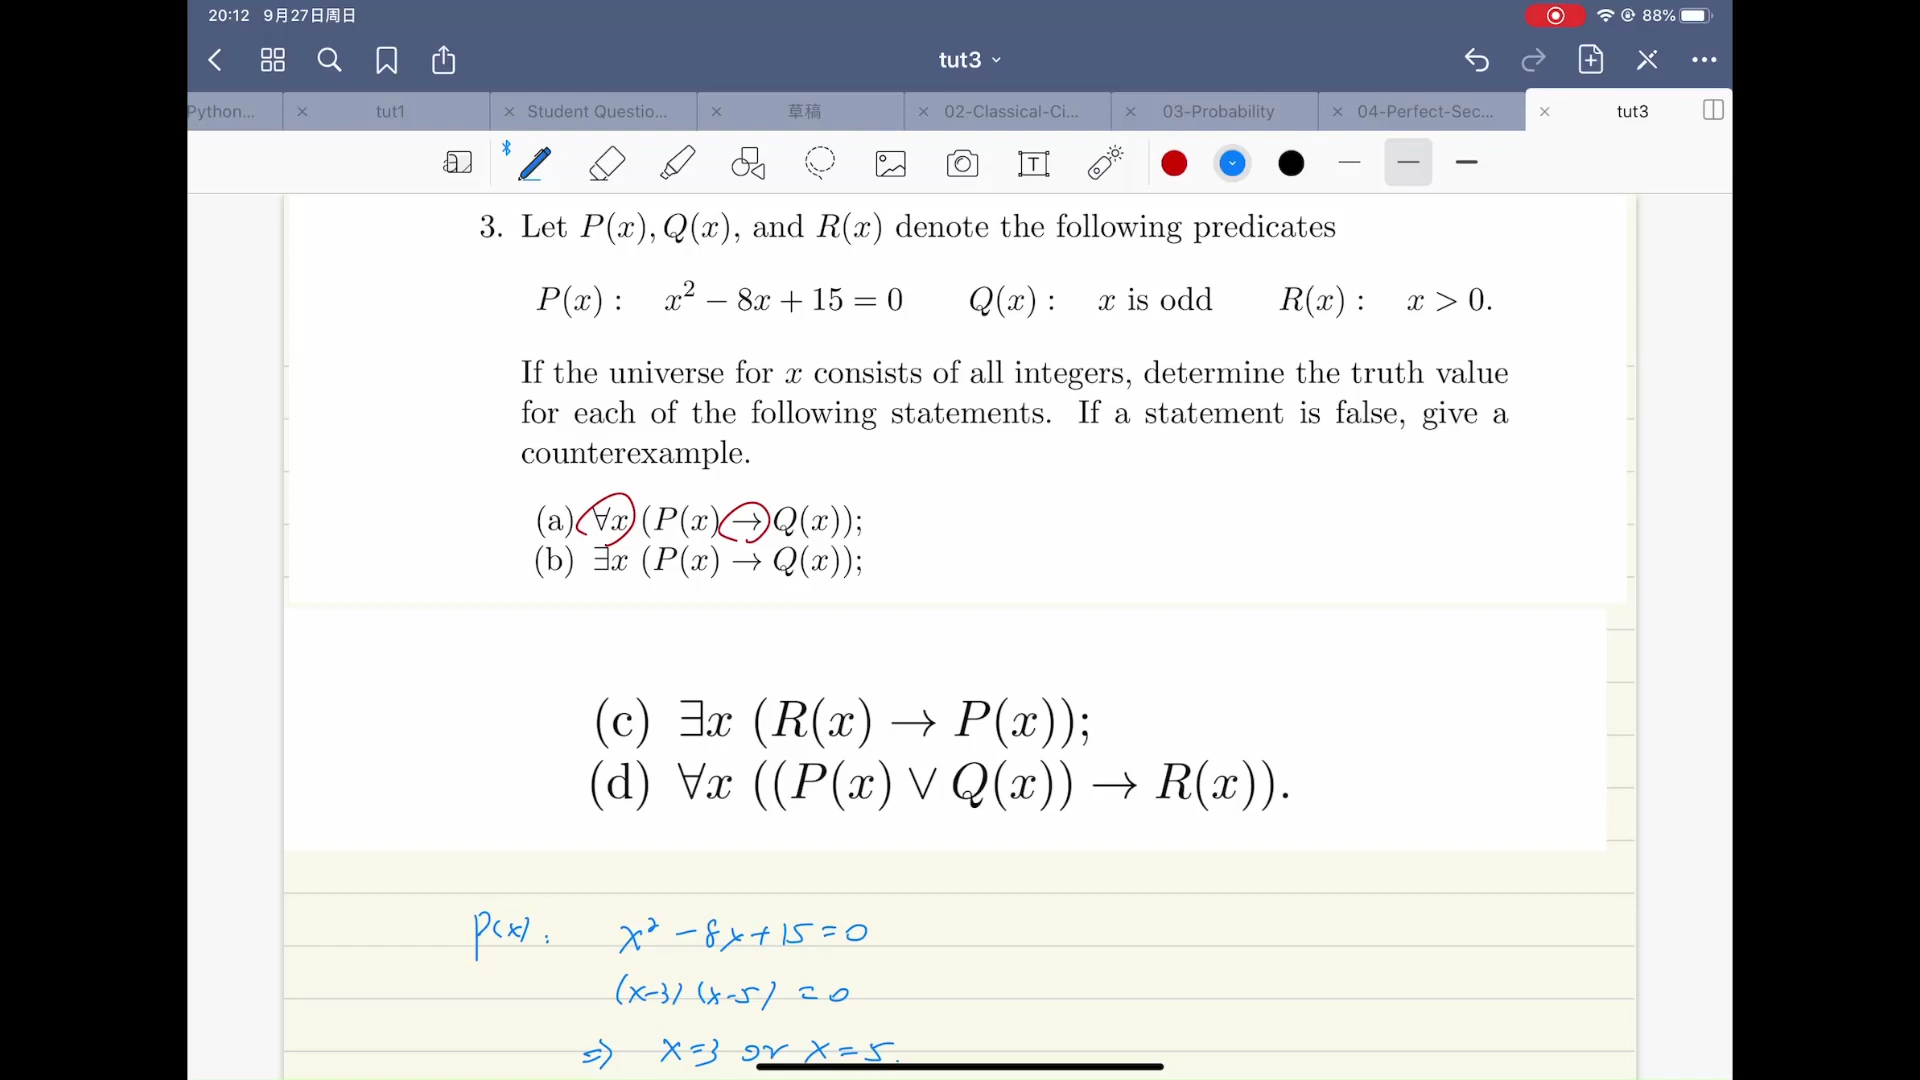 20:12 9月27日周日
88%
tut3
Python...
tut1
Student Questio...
草稿
02-Classical-Ci...
03-Probability
04-Perfect-Sec...
tut3
3. Let P(x), Q(x), and R(x) denote the following predicates
P(x) : x² − 8x + 15 = 0 Q(x) : x is odd R(x) : x > 0.
If the universe for x consists of all integers, determine the truth value
for each of the following statements. If a statement is false, give a
counterexample.
(a) ∀x (P(x) → Q(x));
(b) ∃x (P(x) → Q(x));
(c) ∃x (R(x) → P(x));
(d) ∀x ((P(x) ∨ Q(x)) → R(x)).
P(x): x² − 8x + 15 = 0
(x−3) (x−5) = 0
⇒ x=3 or x=5.